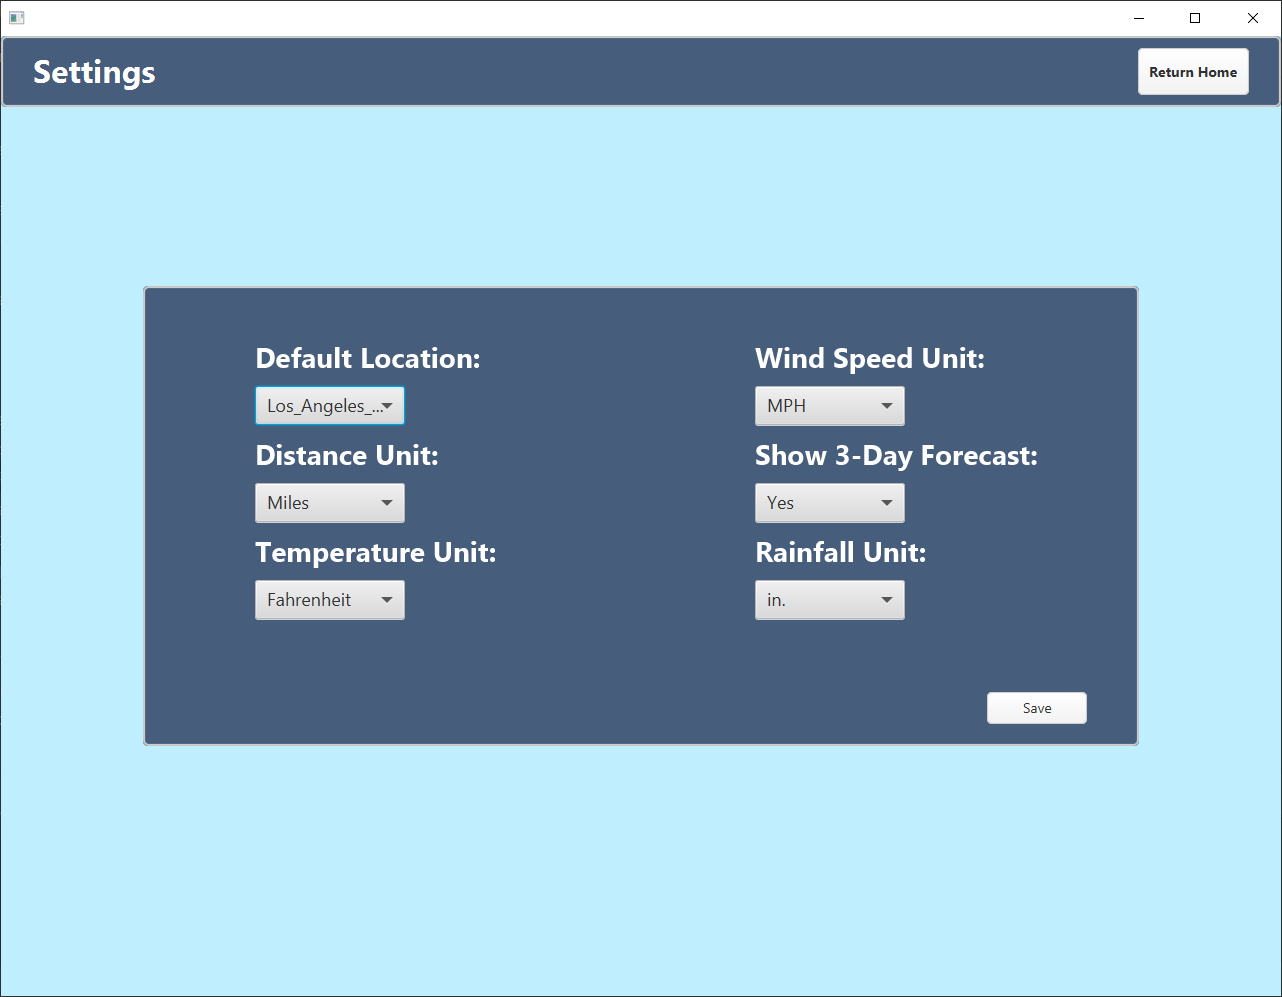 Settings
Return Home
Default Location:
Los_Angeles_...
Distance Unit:
Miles
Temperature Unit:
Fahrenheit
Wind Speed Unit:
MPH
Show 3-Day Forecast:
Yes
Rainfall Unit:
in.
Save